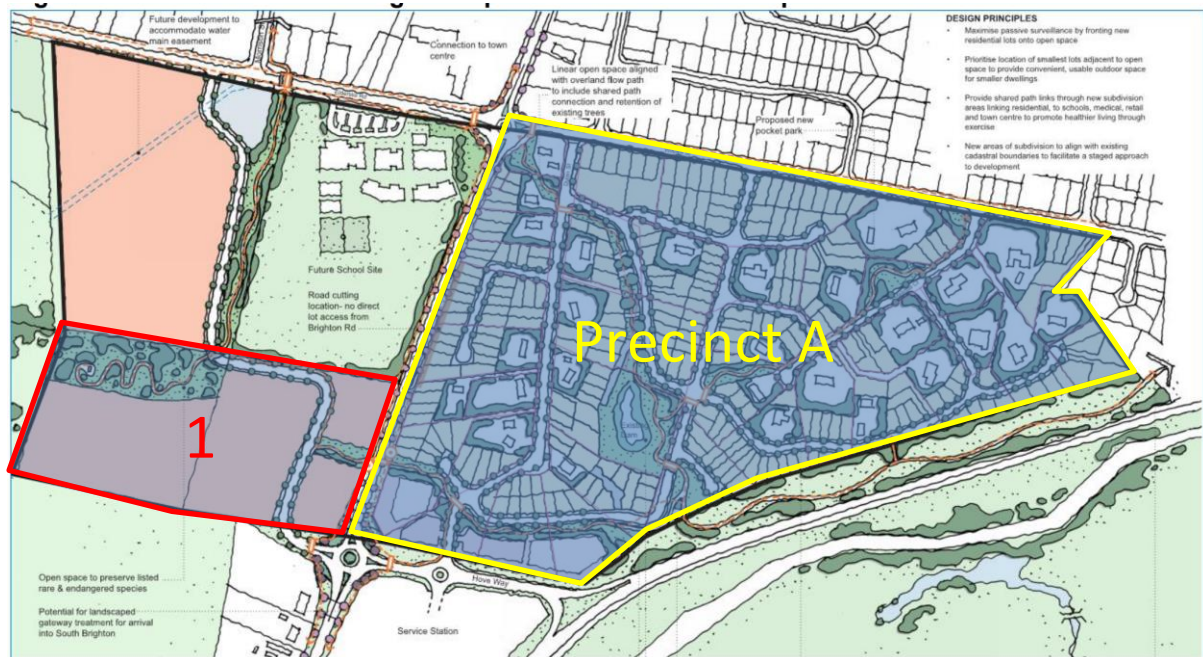 Future development to
accommodate water
main easement
Connection to town
centre
Linear open space aligned
with overland flow path
to include shared path
connection and retention of
existing trees
Proposed new
pocket park
DESIGN PRINCIPLES
• Maximise passive surveillance by fronting new
residential lots onto open space
• Prioritise location of smallest lots adjacent to open
space to provide convenient, usable outdoor space
for smaller dwellings
• Provide shared path links through new subdivision
areas linking residential, to schools, medical, retail
and town centre to promote healthier living through
exercise
• New areas of subdivision to align with existing
cadastral boundaries to facilitate a staged approach
to development
Future School Site
Road cutting
location- no direct
lot access from
Brighton Rd
Precinct A
1
Open space to preserve listed
rare & endangered species
Potential for landscaped
gateway treatment for arrival
into South Brighton
Hove Way
Service Station